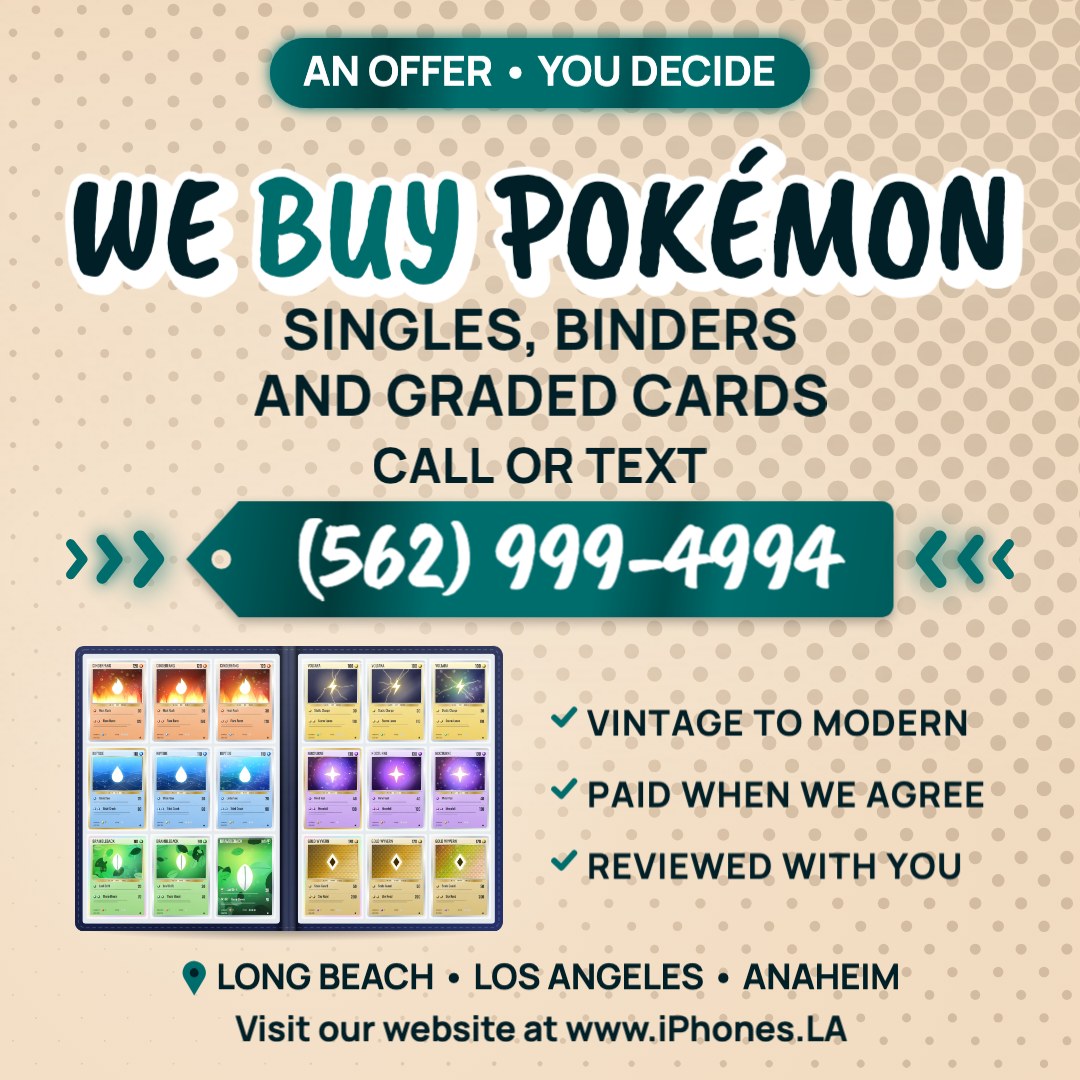 AN OFFER • YOU DECIDE
WE BUY POKÉMON
SINGLES, BINDERS
AND GRADED CARDS
CALL OR TEXT
(562) 999-4994
VINTAGE TO MODERN
PAID WHEN WE AGREE
REVIEWED WITH YOU
LONG BEACH • LOS ANGELES • ANAHEIM
Visit our website at www.iPhones.LA